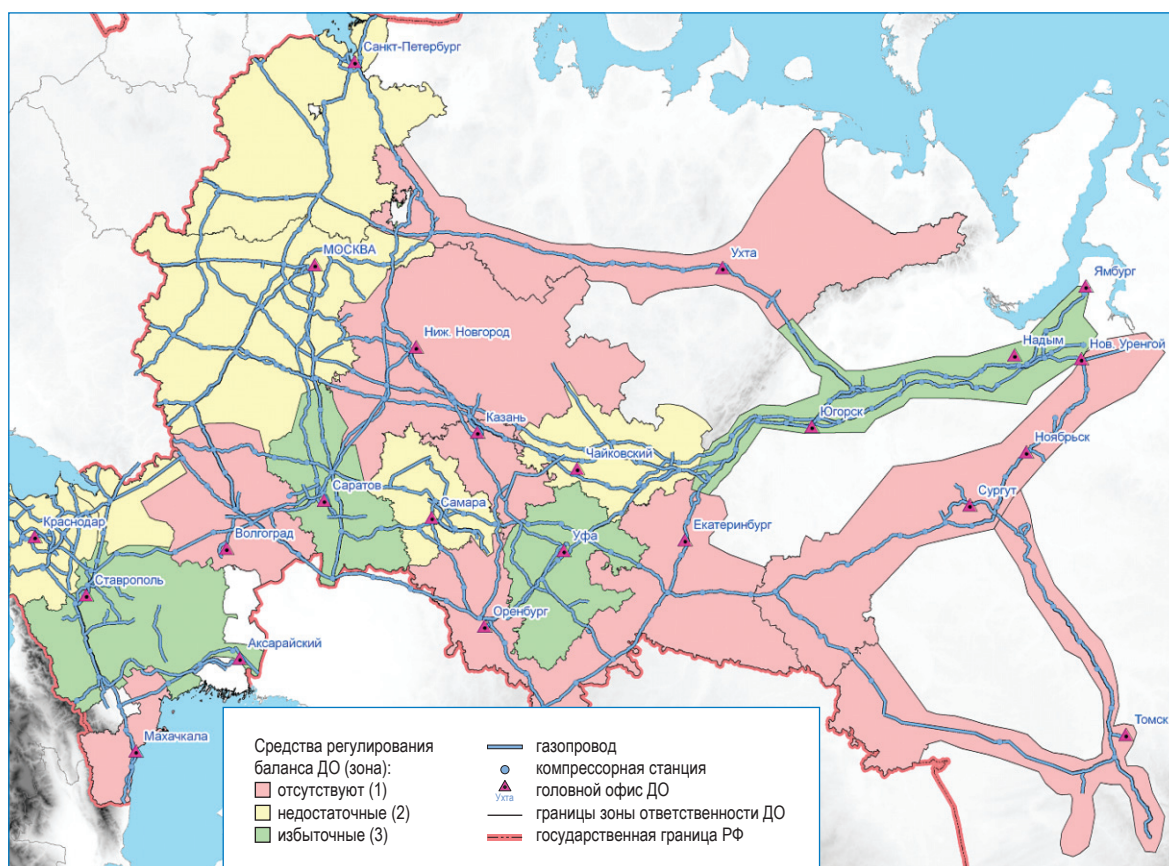 Санкт-Петербург
МОСКВА
Ухта
Ямбург
Ниж. Новгород
Надым
Нов. Уренгой
Казань
Югорск
Чайковский
Ноябрьск
Саратов
Самара
Сургут
Краснодар
Волгоград
Уфа
Екатеринбург
Ставрополь
Оренбург
Аксарайский
Махачкала
Томск
Средства регулирования
баланса ДО (зона):
отсутствуют (1)
недостаточные (2)
избыточные (3)
газопровод
компрессорная станция
Ухта
головной офис ДО
границы зоны ответственности ДО
государственная граница РФ